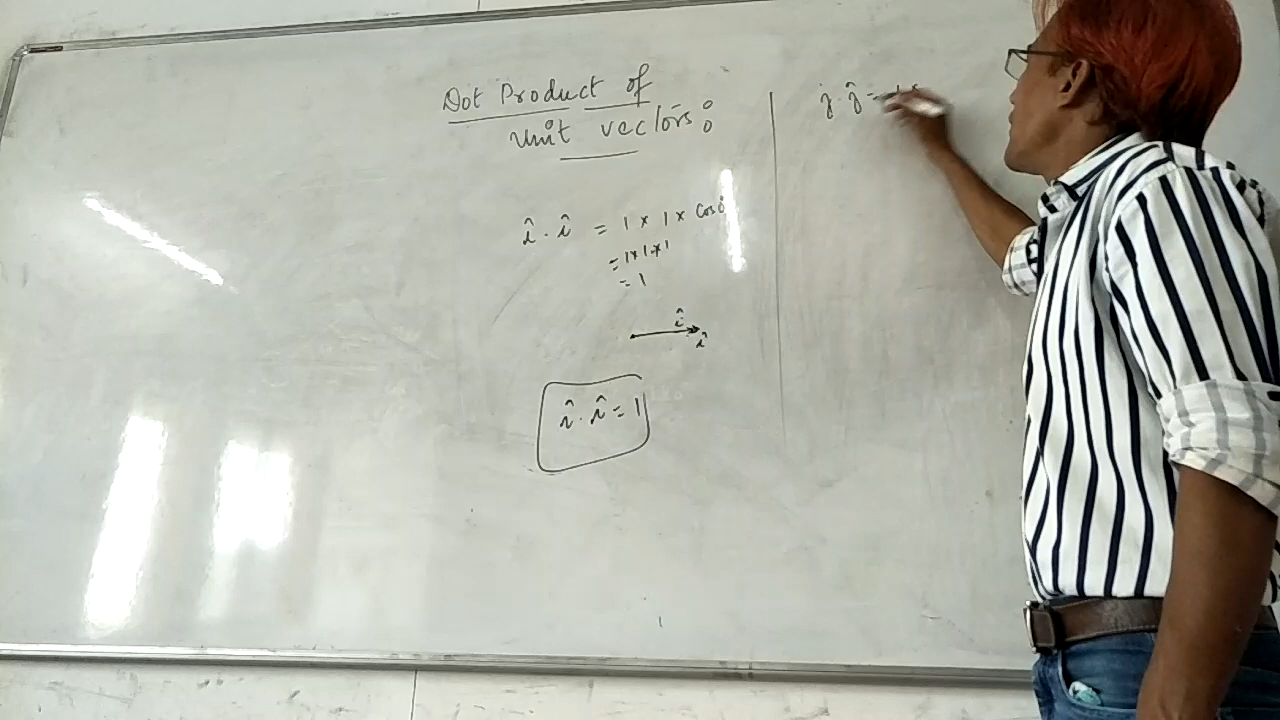 Dot Product of
Unit vectors:
î . î = 1 × 1 × Cos0
= 1×1×1
= 1
î
î
î . î = 1
j . ĵ =